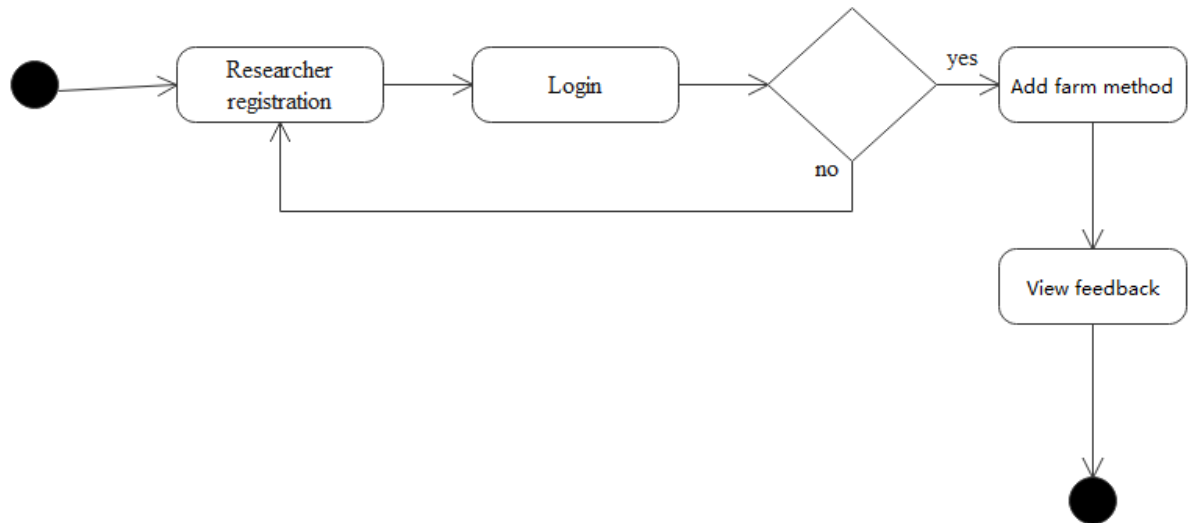 Researcher
registration
Login
yes
Add farm method
no
View feedback